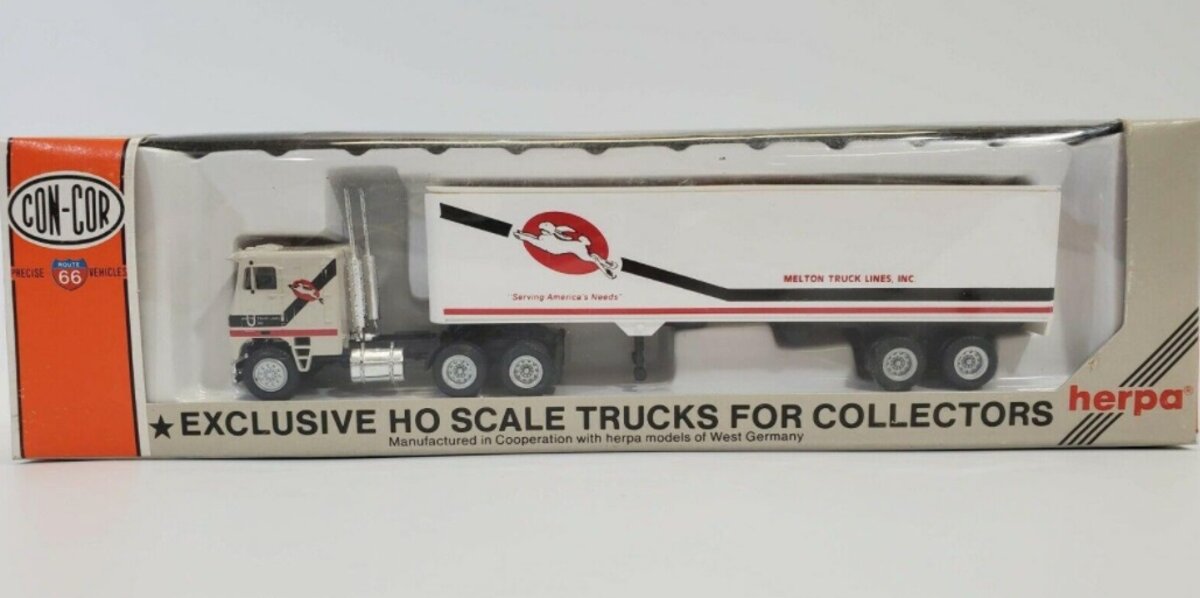 CON-COR
PRECISE ROUTE 66 VEHICLES
"Serving America's Needs"
MELTON TRUCK LINES, INC.
★EXCLUSIVE HO SCALE TRUCKS FOR COLLECTORS
Manufactured in Cooperation with herpa models of West Germany
herpa®